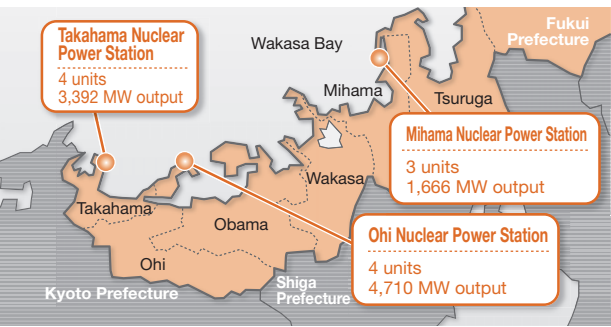 Takahama Nuclear
Power Station
4 units
3,392 MW output
Wakasa Bay
Fukui
Prefecture
Mihama
Tsuruga
Mihama Nuclear Power Station
3 units
1,666 MW output
Wakasa
Takahama
Obama
Ohi
Ohi Nuclear Power Station
4 units
4,710 MW output
Kyoto Prefecture
Shiga
Prefecture